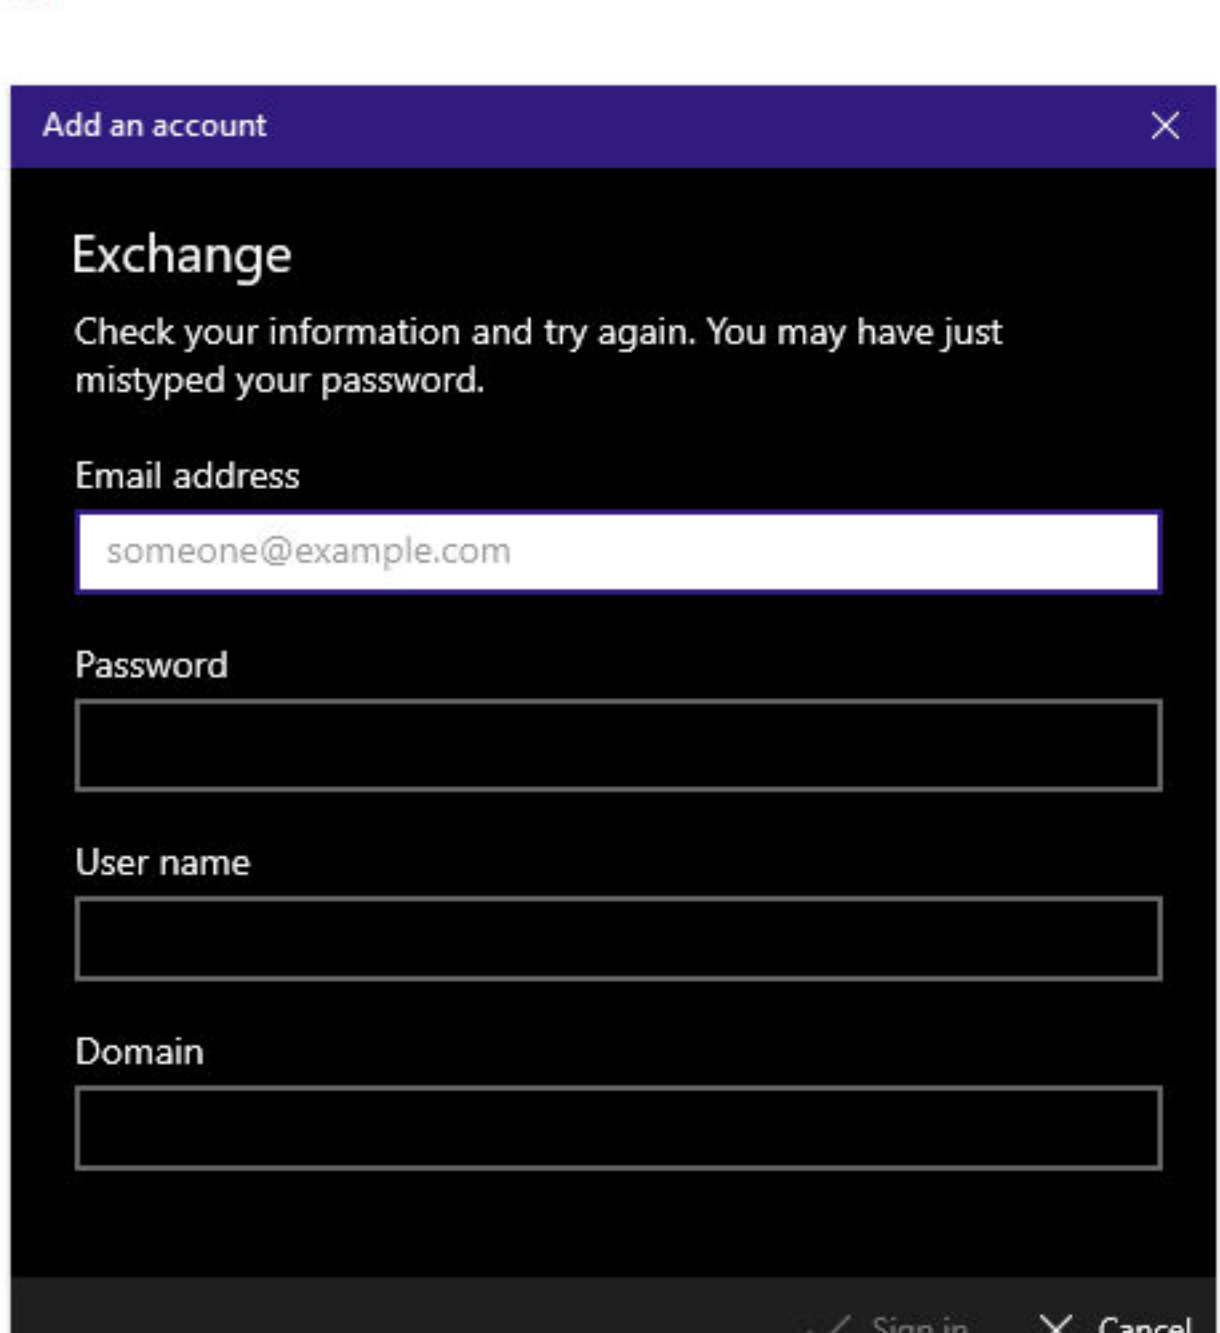 Add an account
Exchange
Check your information and try again. You may have just
mistyped your password.
Email address
someone@example.com
Password
User name
Domain
Sign in Cancel